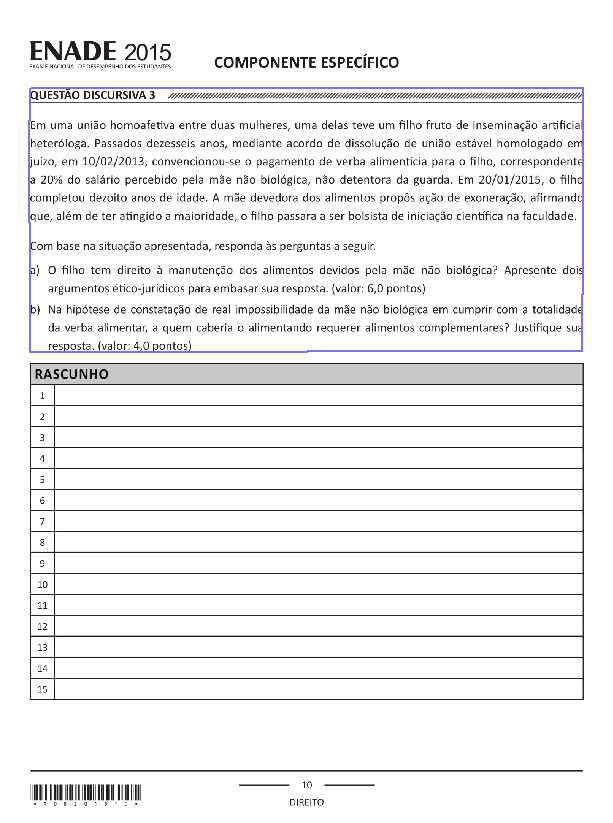 ENADE 2015
EXAME NACIONAL DE DESEMPENHO DOS ESTUDANTES
COMPONENTE ESPECÍFICO
QUESTÃO DISCURSIVA 3
Em uma união homoafetiva entre duas mulheres, uma delas teve um filho fruto de inseminação artificial
heteróloga. Passados dezesseis anos, mediante acordo de dissolução de união estável homologado em
juízo, em 10/02/2013, convencionou-se o pagamento de verba alimentícia para o filho, correspondente
a 20% do salário percebido pela mãe não biológica, não detentora da guarda. Em 20/01/2015, o filho
completou dezoito anos de idade. A mãe devedora dos alimentos propôs ação de exoneração, afirmando
que, além de ter atingido a maioridade, o filho passara a ser bolsista de iniciação científica na faculdade.
Com base na situação apresentada, responda às perguntas a seguir.
a) O filho tem direito à manutenção dos alimentos devidos pela mãe não biológica? Apresente dois
argumentos ético-jurídicos para embasar sua resposta. (valor: 6,0 pontos)
b) Na hipótese de constatação de real impossibilidade da mãe não biológica em cumprir com a totalidade
da verba alimentar, a quem caberia o alimentando requerer alimentos complementares? Justifique sua
resposta. (valor: 4,0 pontos)
RASCUNHO
1
2
3
4
5
6
7
8
9
10
11
12
13
14
15
10
DIREITO